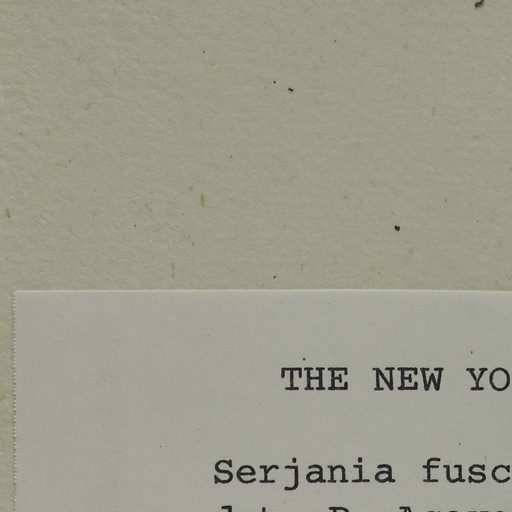 THE NEW YO
Serjania fusc